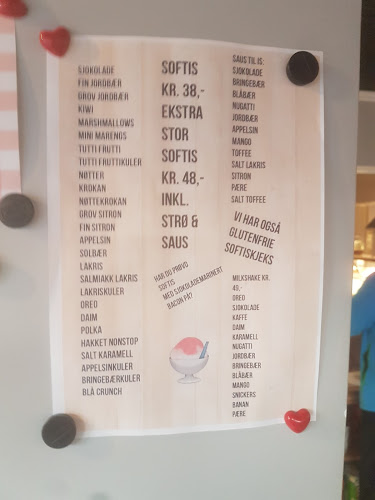 SJOKOLADE
FIN JORDBÆR
GROV JORDBÆR
KIWI
MARSHMALLOWS
MINI MARENGS
TUTTI FRUTTI
TUTTI FRUTTIKULER
NØTTER
KROKAN
NØTTEKROKAN
GROV SITRON
FIN SITRON
APPELSIN
SOLBÆR
LAKRIS
SALMIAKK LAKRIS
LAKRISKULER
OREO
DAIM
POLKA
HAKKET NONSTOP
SALT KARAMELL
APPELSINKULER
BRINGEBÆRKULER
BLÅ CRUNCH
SOFTIS
KR. 38,-
EKSTRA
STOR
SOFTIS
KR. 48,-
INKL.
STRØ &
SAUS
HAR DU PRØVD
SOFTIS
MED SJOKOLADEMARINERT
BACON PÅ?
SAUS TIL IS:
SJOKOLADE
BRINGEBÆR
BLÅBÆR
NUGATTI
JORDBÆR
APPELSIN
MANGO
TOFFEE
SALT LAKRIS
SITRON
PÆRE
SALT TOFFEE
VI HAR OGSÅ
GLUTENFRIE
SOFTISKJEKS
MILKSHAKE KR.
49,-
OREO
SJOKOLADE
KAFFE
DAIM
KARAMELL
NUGATTI
JORDBÆR
BRINGEBÆR
BLÅBÆR
MANGO
SNICKERS
BANAN
PÆRE